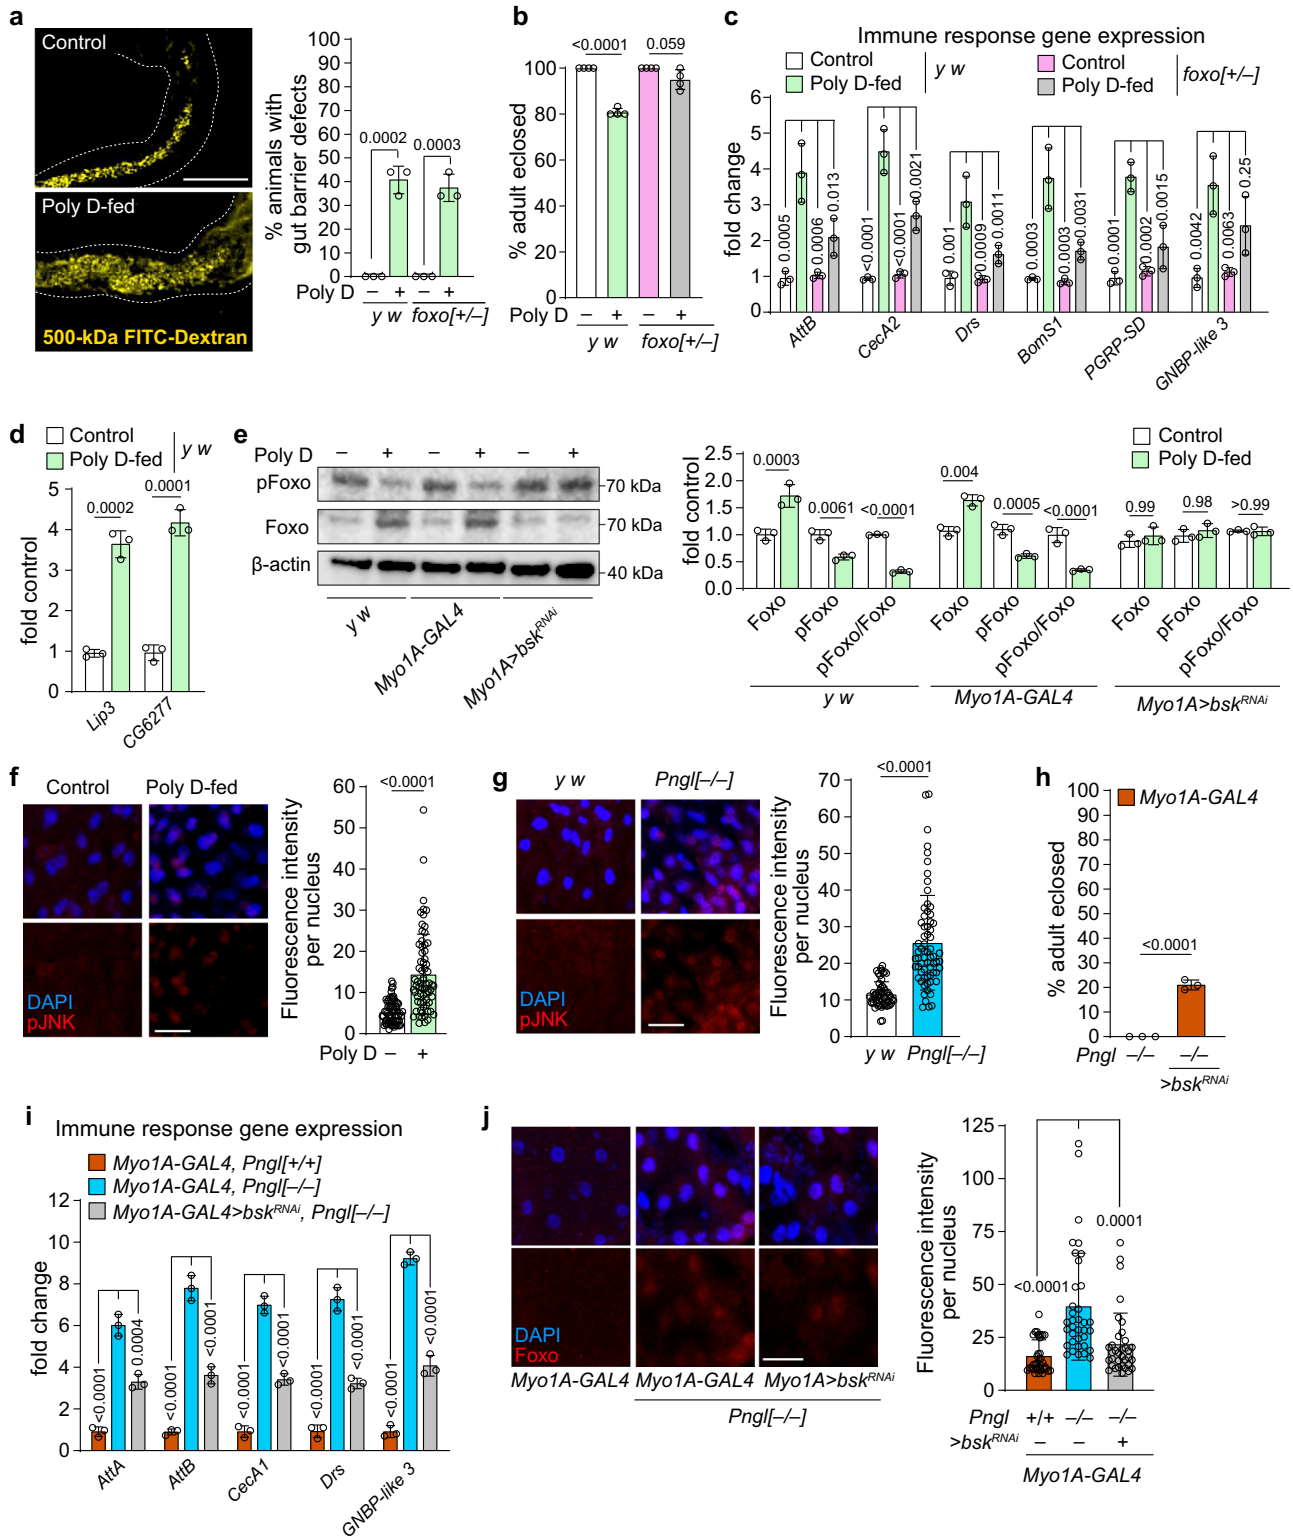 a
Control
Poly D-fed
500-kDa FITC-Dextran
% animals with
gut barrier defects
100
90
80
70
60
50
40
30
20
10
0
0.0002
0.0003
Poly D
– + – +
y w
foxo[+/–]
b
% adult eclosed
<0.0001
0.059
100
80
60
40
20
0
Poly D
– + – +
y w
foxo[+/–]
c
Immune response gene expression
Control
Poly D-fed
y w
Control
Poly D-fed
foxo[+/–]
fold change
6
5
4
3
2
1
0
0.0005
0.0006
0.013
<0.0001
<0.0001
0.0021
0.001
0.0009
0.0011
0.0003
0.0003
0.0031
0.0001
0.0002
0.0015
0.0042
0.0063
0.25
AttB
CecA2
Drs
BomS1
PGRP-SD
GNBP-like 3
d
Control
Poly D-fed
y w
fold control
5
4
3
2
1
0
0.0002
0.0001
Lip3
CG6277
e
Poly D – + – + – +
pFoxo
Foxo
β-actin
70 kDa
70 kDa
40 kDa
y w
Myo1A-GAL4
Myo1A>bskRNAi
Control
Poly D-fed
fold control
2.5
2.0
1.5
1.0
0.5
0.0
0.0003
0.0061
<0.0001
0.004
0.0005
<0.0001
0.99
0.98
>0.99
Foxo
pFoxo
pFoxo/Foxo
Foxo
pFoxo
pFoxo/Foxo
Foxo
pFoxo
pFoxo/Foxo
y w
Myo1A-GAL4
Myo1A>bskRNAi
f
Control
Poly D-fed
DAPI
pJNK
Fluorescence intensity
per nucleus
60
50
40
30
20
10
0
<0.0001
Poly D – +
g
y w
Pngl[–/–]
Fluorescence intensity
per nucleus
70
60
50
40
30
20
10
0
<0.0001
y w
Pngl[–/–]
h
Myo1A-GAL4
% adult eclosed
100
90
80
70
60
50
40
30
20
10
0
<0.0001
Pngl –/– –/–
>bskRNAi
i
Immune response gene expression
Myo1A-GAL4, Pngl[+/+]
Myo1A-GAL4, Pngl[–/–]
Myo1A-GAL4>bskRNAi, Pngl[–/–]
fold change
12
10
8
6
4
2
0
<0.0001
0.0004
<0.0001
<0.0001
<0.0001
<0.0001
<0.0001
<0.0001
<0.0001
<0.0001
AttA
AttB
CecA1
Drs
GNBP-like 3
j
DAPI
Foxo
Myo1A-GAL4
Myo1A-GAL4
Myo1A>bskRNAi
Pngl[–/–]
Fluorescence intensity
per nucleus
125
100
75
50
25
0
<0.0001
0.0001
Pngl +/+ –/– –/–
>bskRNAi – – +
Myo1A-GAL4